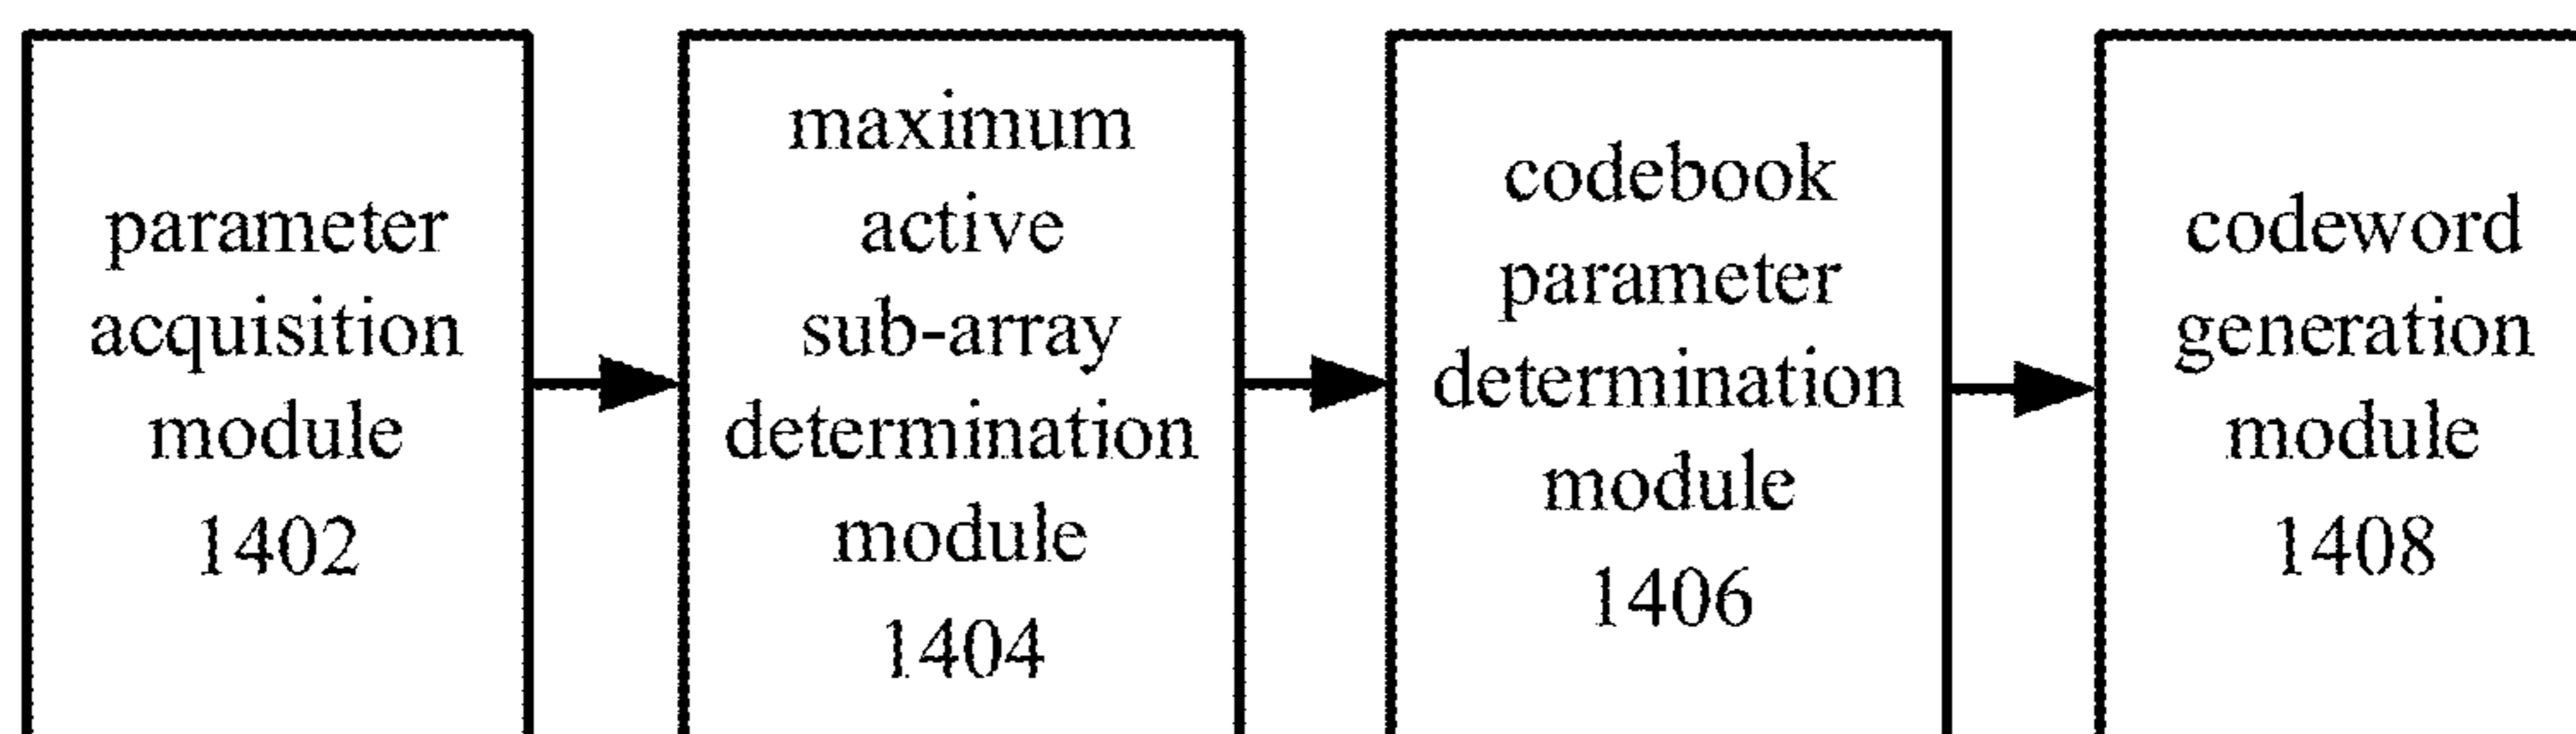 parameter
acquisition
module
1402
maximum
active
sub-array
determination
module
1404
codebook
parameter
determination
module
1406
codeword
generation
module
1408